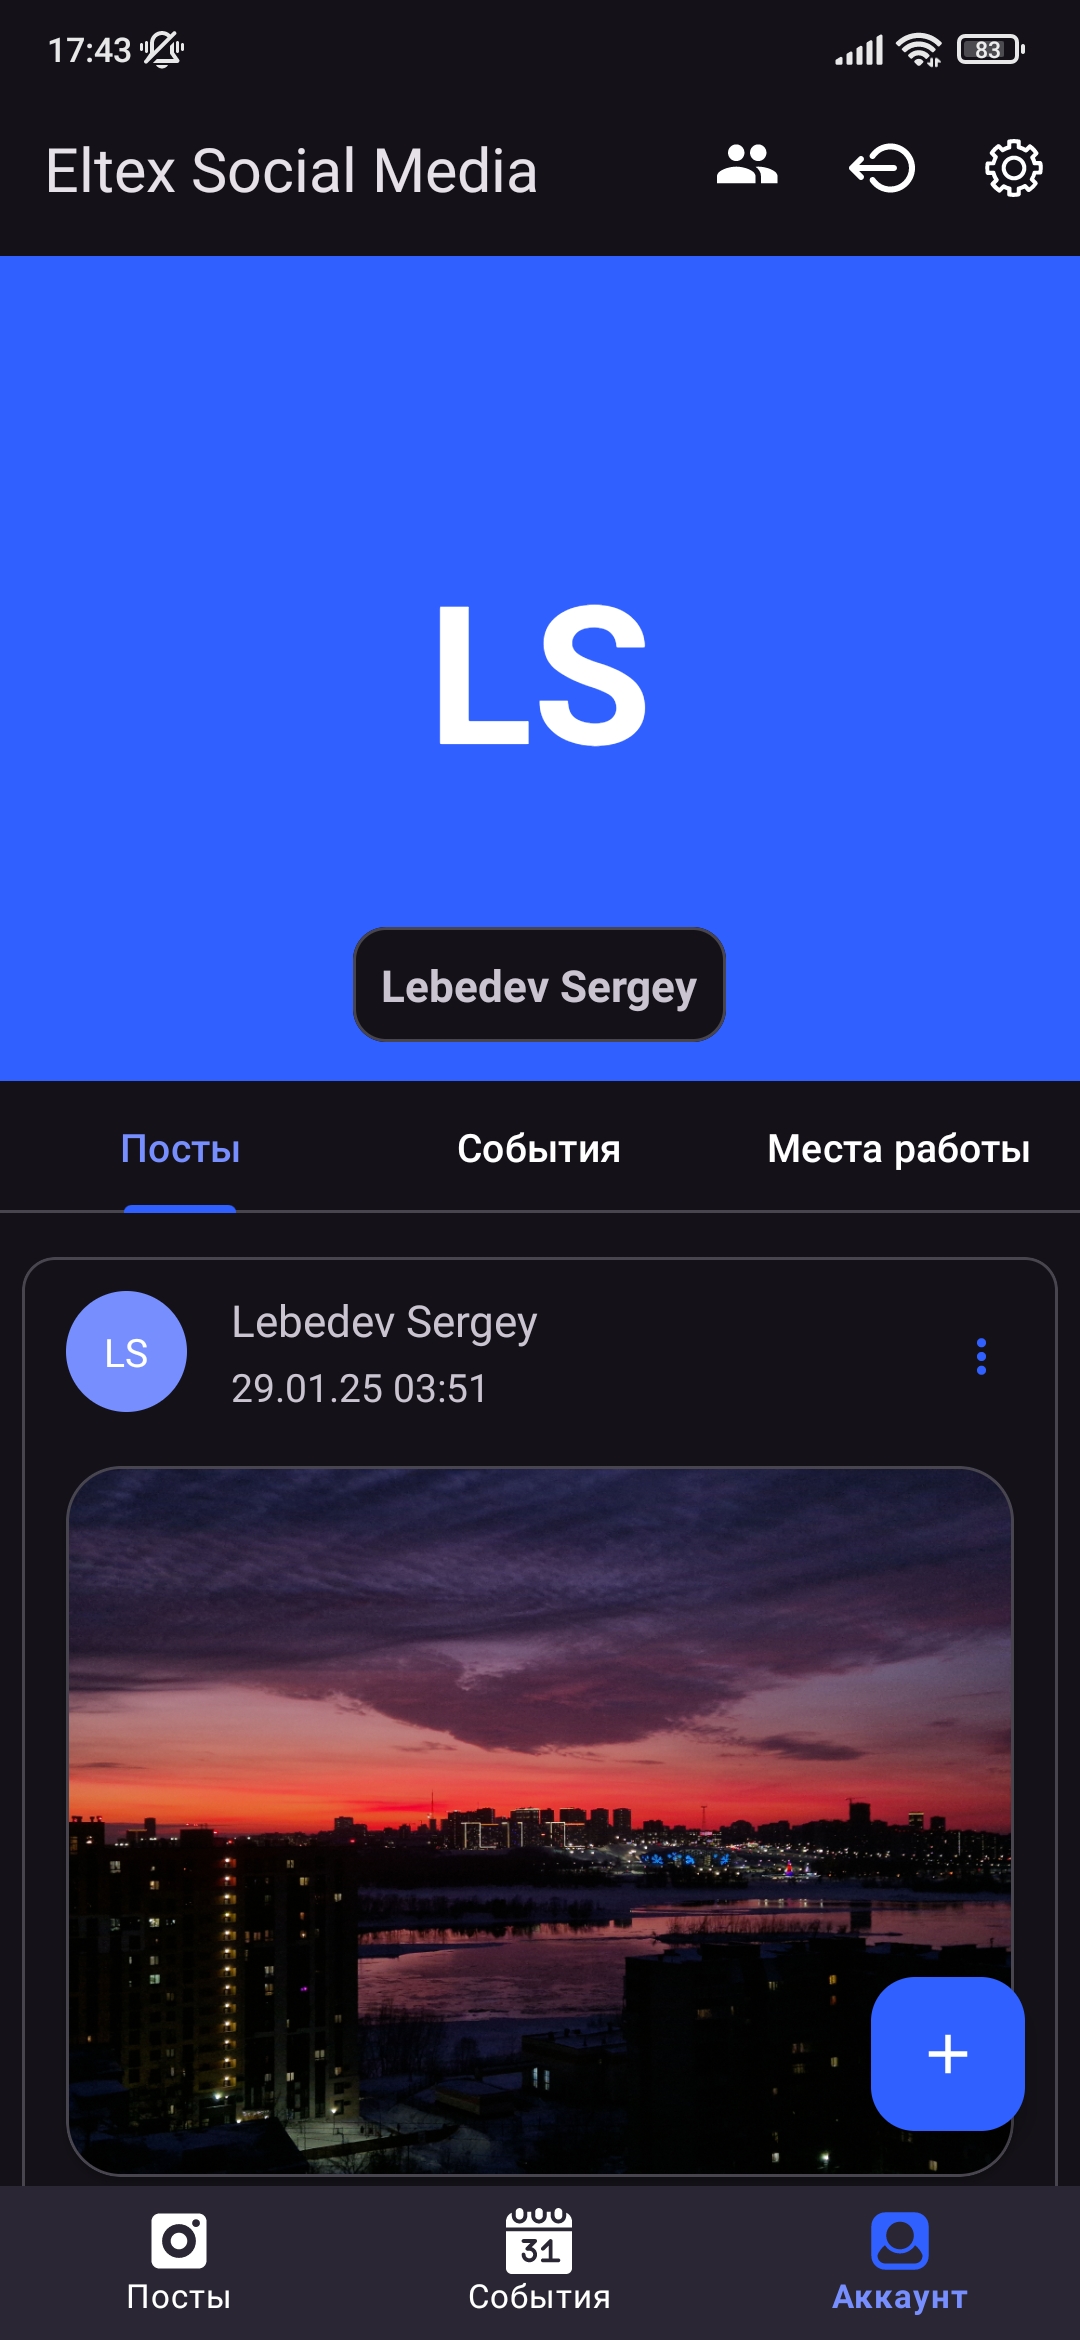 17:43
83
Eltex Social Media
LS
Lebedev Sergey
Посты
События
Места работы
LS
Lebedev Sergey
29.01.25 03:51
+
31
Посты
События
Аккаунт